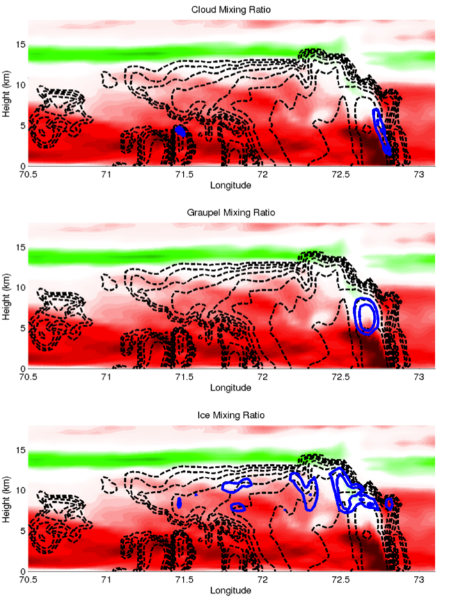 Cloud Mixing Ratio
15
10
5
0
Height (km)
70.5 71 71.5 72 72.5 73
Longitude
Graupel Mixing Ratio
15
10
5
0
Height (km)
70.5 71 71.5 72 72.5 73
Longitude
Ice Mixing Ratio
15
10
5
0
Height (km)
70.5 71 71.5 72 72.5 73
Longitude